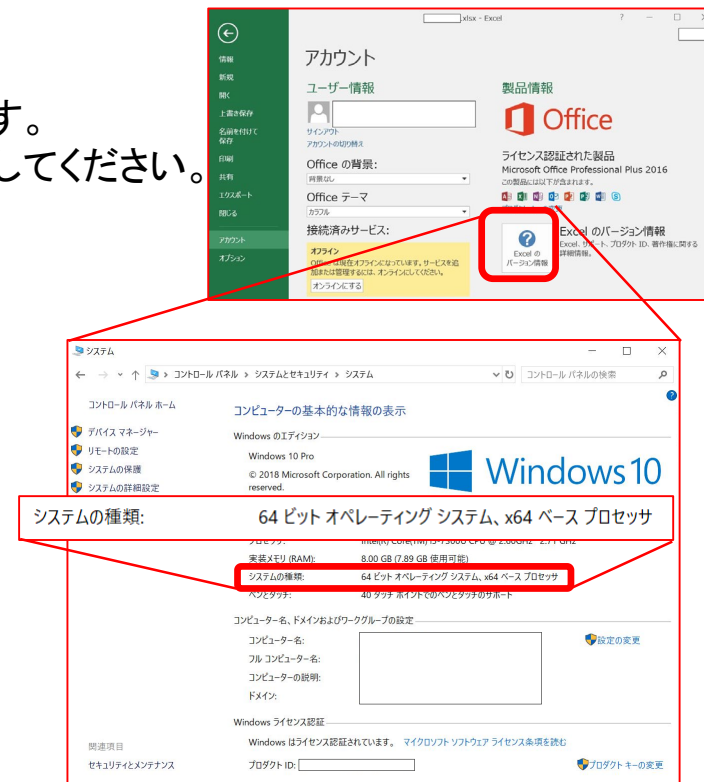 す。
してください。
.xlsx - Excel
?
アカウント
情報
新規
開く
上書き保存
名前を付けて
保存
印刷
共有
エクスポート
閉じる
アカウント
オプション
ユーザー情報
サインアウト
アカウントの切り替え
Office の背景:
背景なし
Office テーマ
カラフル
接続済みサービス:
オフライン
Office は現在オフラインになっています。サービスを追
加または管理するには、オンラインにしてください。
オンラインにする
製品情報
Office
ライセンス認証された製品
Microsoft Office Professional Plus 2016
この製品には以下が含まれます。
Excel の
バージョン情報
Excel のバージョン情報
Excel、サポート、プロダクト ID、著作権に関する
詳細情報。
システム
コントロール パネル > システムとセキュリティ > システム
コントロール パネルの検索
コントロール パネル ホーム
デバイス マネージャー
リモートの設定
システムの保護
システムの詳細設定
コンピューターの基本的な情報の表示
Windows のエディション
Windows 10 Pro
© 2018 Microsoft Corporation. All rights
reserved.
Windows 10
システムの種類: 64 ビット オペレーティング システム、x64 ベース プロセッサ
プロセッサ: Intel(R) Core(TM) i5-7300U CPU @ 2.60GHz 2.71 GHz
実装メモリ (RAM): 8.00 GB (7.89 GB 使用可能)
システムの種類: 64 ビット オペレーティング システム、x64 ベース プロセッサ
ペンとタッチ: 40 タッチ ポイントでのペンとタッチのサポート
コンピューター名、ドメインおよびワークグループの設定
コンピューター名:
設定の変更
フル コンピューター名:
コンピューターの説明:
ドメイン:
Windows ライセンス認証
Windows はライセンス認証されています。 マイクロソフト ソフトウェア ライセンス条項を読む
プロダクト ID:
プロダクト キーの変更
関連項目
セキュリティとメンテナンス